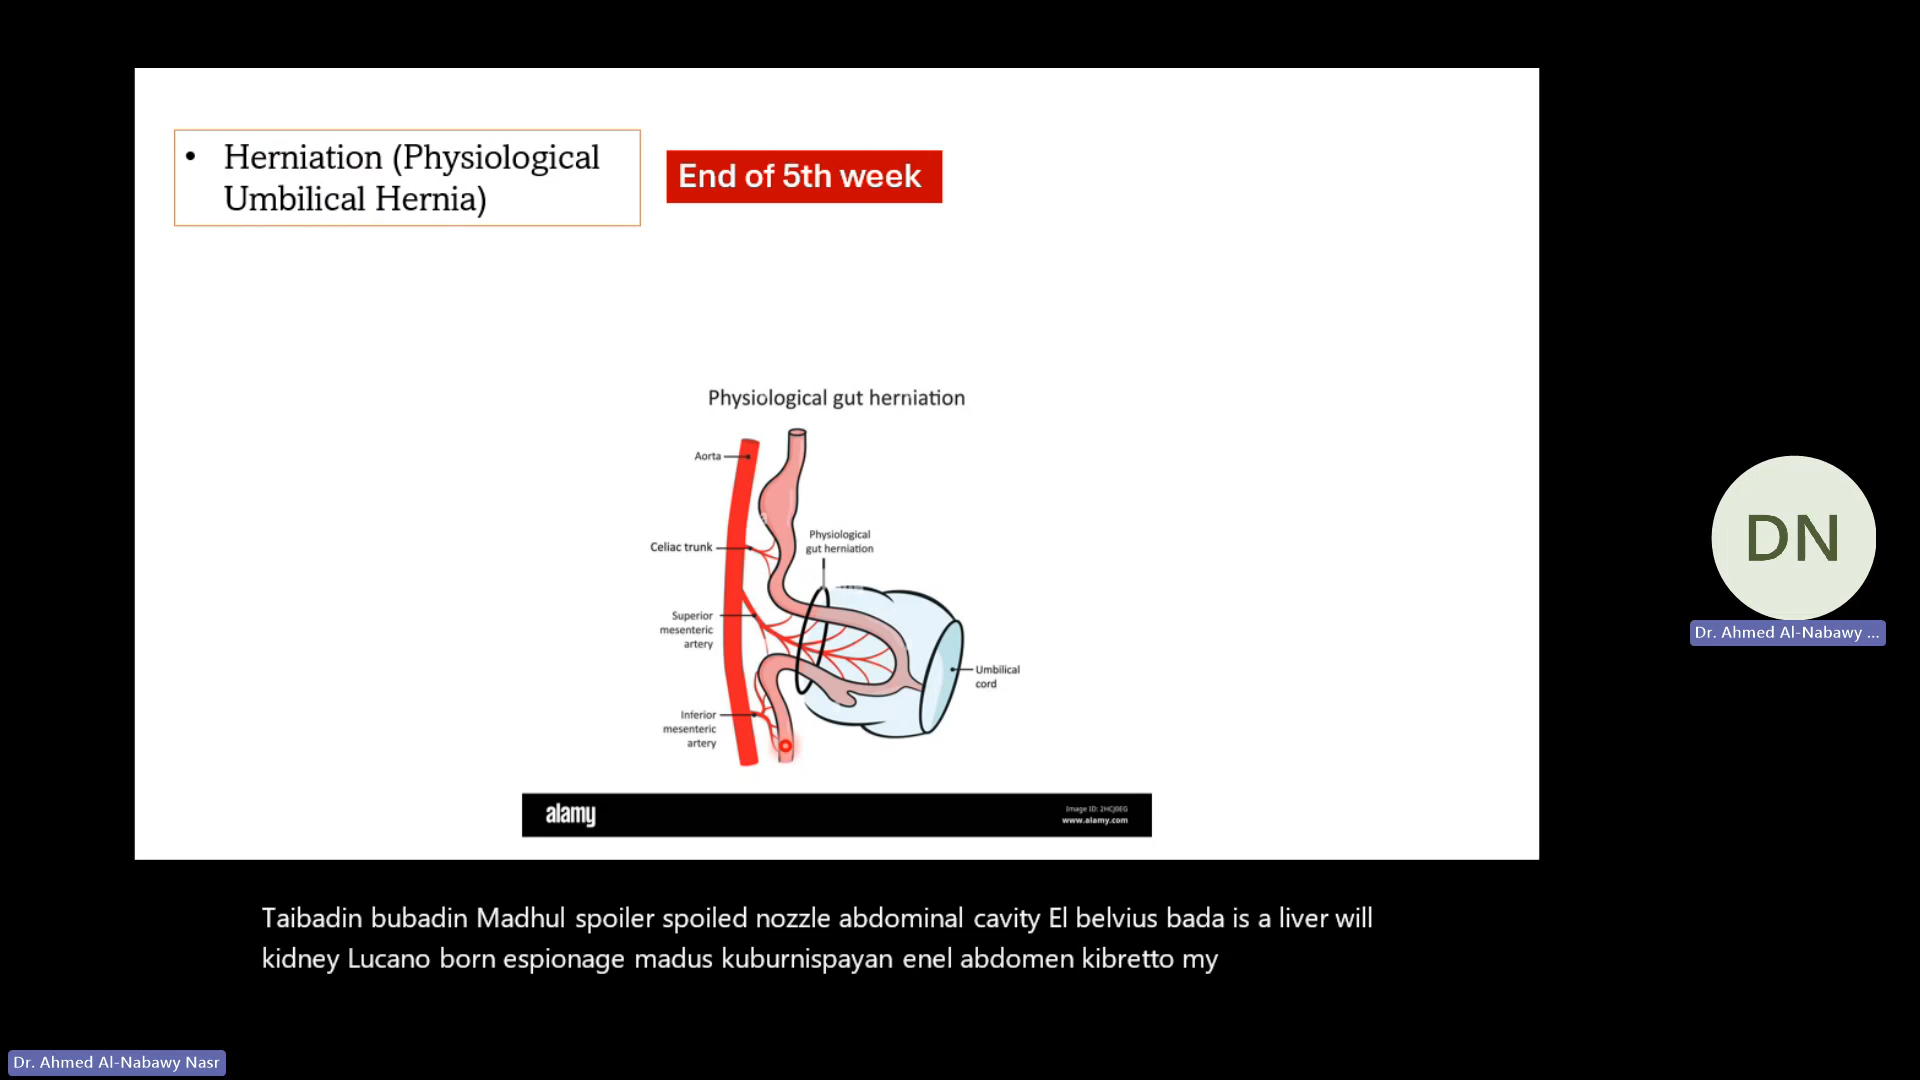 • Herniation (Physiological
Umbilical Hernia)
End of 5th week
Physiological gut herniation
Aorta
Celiac trunk
Physiological
gut herniation
Superior
mesenteric
artery
Umbilical
cord
Inferior
mesenteric
artery
alamy
Image ID: 2HCJ0EG
www.alamy.com
DN
Dr. Ahmed Al-Nabawy ...
Taibadin bubadin Madhul spoiler spoiled nozzle abdominal cavity El belvius bada is a liver will
kidney Lucano born espionage madus kuburnispayan enel abdomen kibretto my
Dr. Ahmed Al-Nabawy Nasr